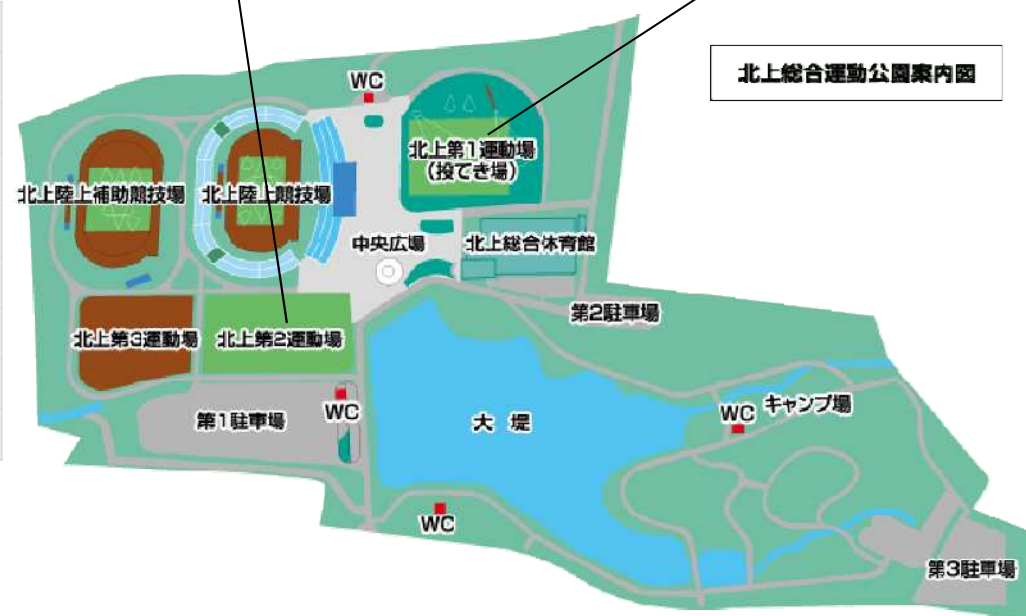 北上総合運動公園案内図
WC
北上第1運動場
(投てき場)
北上陸上補助競技場
北上陸上競技場
中央広場
北上総合体育館
第2駐車場
北上第3運動場
北上第2運動場
第1駐車場
WC
大堤
WC
キャンプ場
WC
第3駐車場